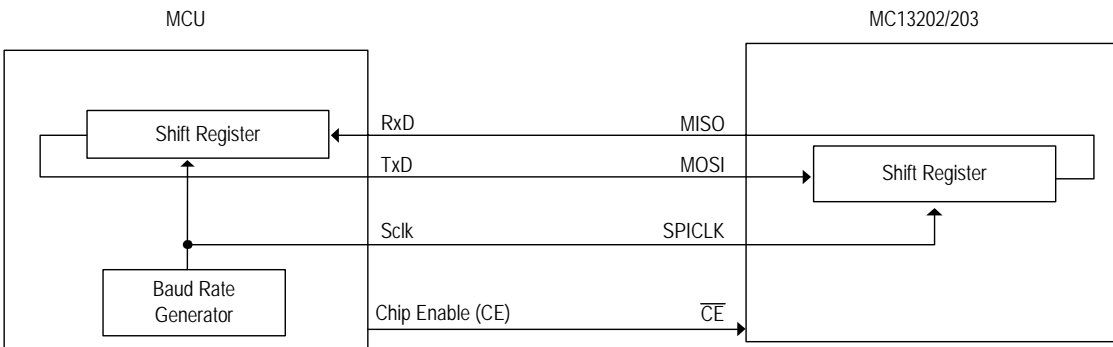 MCU
MC13202/203
Shift Register
RxD
MISO
TxD
MOSI
Shift Register
Sclk
SPICLK
Baud Rate
Generator
Chip Enable (CE)
C̅E̅